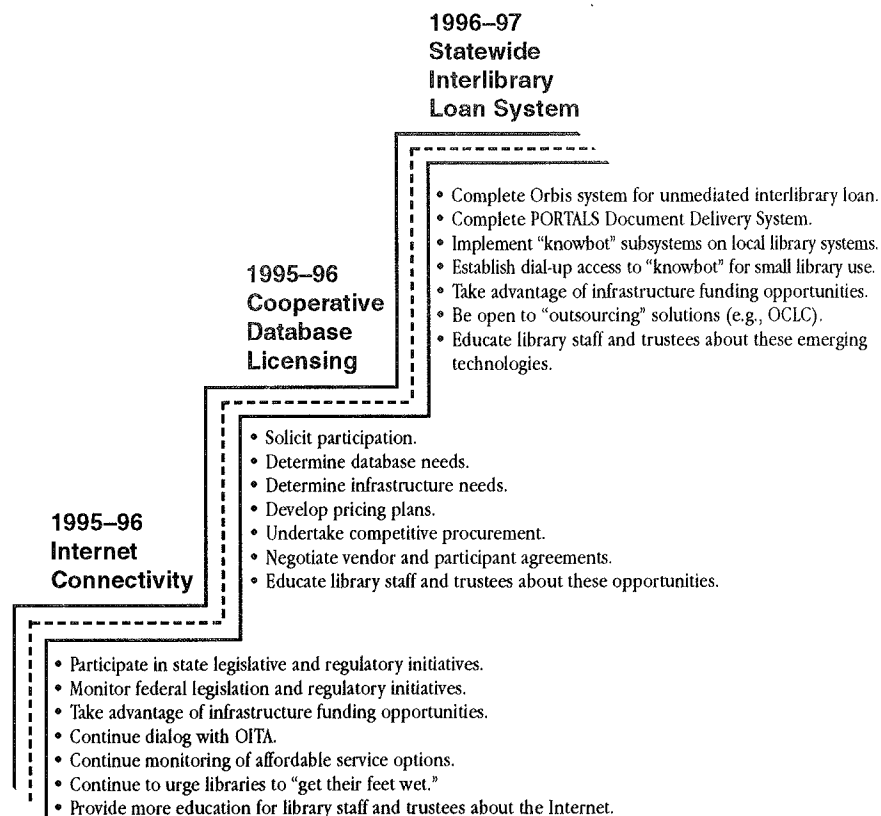 1996–97
Statewide
Interlibrary
Loan System
• Complete Orbis system for unmediated interlibrary loan.
• Complete PORTALS Document Delivery System.
• Implement “knowbot” subsystems on local library systems.
• Establish dial-up access to “knowbot” for small library use.
• Take advantage of infrastructure funding opportunities.
• Be open to “outsourcing” solutions (e.g., OCLC).
• Educate library staff and trustees about these emerging
technologies.
1995–96
Cooperative
Database
Licensing
• Solicit participation.
• Determine database needs.
• Determine infrastructure needs.
• Develop pricing plans.
• Undertake competitive procurement.
• Negotiate vendor and participant agreements.
• Educate library staff and trustees about these opportunities.
1995–96
Internet
Connectivity
• Participate in state legislative and regulatory initiatives.
• Monitor federal legislation and regulatory initiatives.
• Take advantage of infrastructure funding opportunities.
• Continue dialog with OITA.
• Continue monitoring of affordable service options.
• Continue to urge libraries to “get their feet wet.”
• Provide more education for library staff and trustees about the Internet.